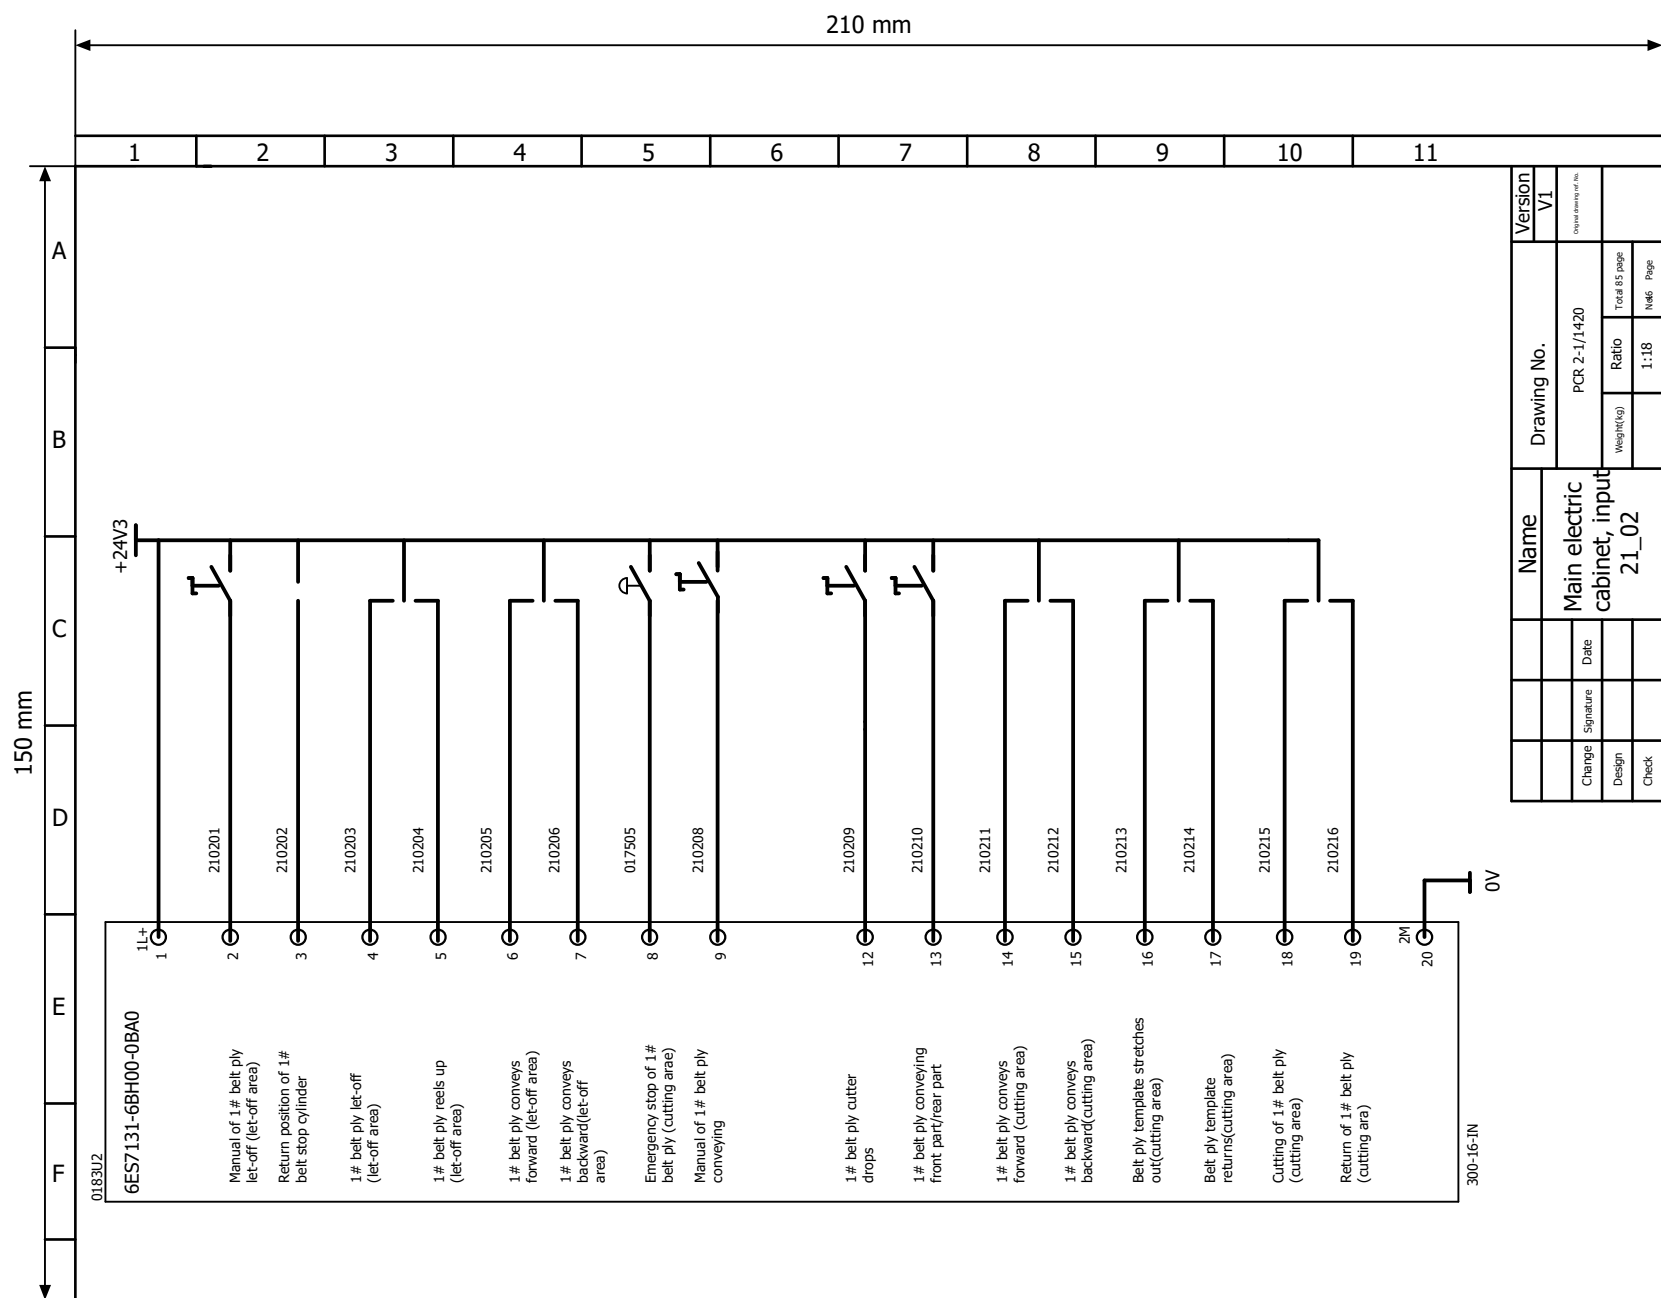 210 mm
1 2 3 4 5 6 7 8 9 10 11
150 mm
A
B
C
D
E
F
Version
V1
Original drawing ref. No.
Drawing No.
PCR 2-1/1420
Weight(kg)
Ratio
Total 85 page
1:18
Page
Name
Main electric
cabinet, input
21_02
Change
Signature
Date
Design
Check
+24V3
0V
210201
210202
210203
210204
210205
210206
017505
210208
210209
210210
210211
210212
210213
210214
210215
210216
1L+
1
2
3
4
5
6
7
8
9
12
13
14
15
16
17
18
19
2M
20
0183U2
6ES7131-6BH00-0BA0
Manual of 1# belt ply
let-off (let-off area)
Return position of 1#
belt stop cylinder
1# belt ply let-off
(let-off area)
1# belt ply reels up
(let-off area)
1# belt ply conveys
forward (let-off area)
1# belt ply conveys
backward(let-off
area)
Emergency stop of 1#
belt ply (cutting arae)
Manual of 1# belt ply
conveying
1# belt ply cutter
drops
1# belt ply conveying
front part/rear part
1# belt ply conveys
forward (cutting area)
1# belt ply conveys
backward(cutting area)
Belt ply template stretches
out(cutting area)
Belt ply template
returns(cutting area)
Cutting of 1# belt ply
(cutting area)
Return of 1# belt ply
(cutting ara)
300-16-IN